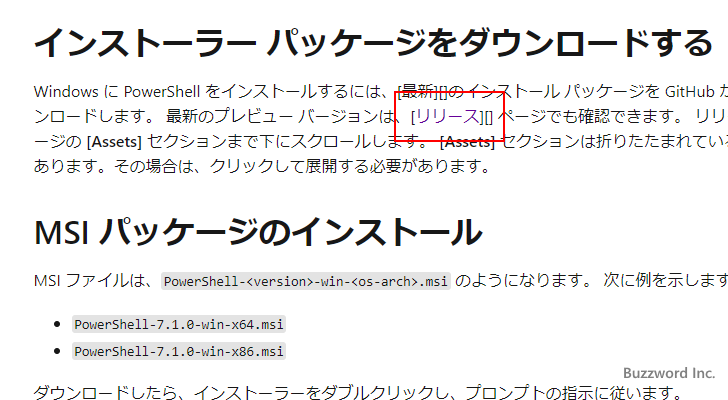 インストーラー パッケージをダウンロードする
Windows に PowerShell をインストールするには、[最新][]のインストール パッケージを GitHub か
ンロードします。 最新のプレビュー バージョンは、[リリース][] ページでも確認できます。 リリ
ージの [Assets] セクションまで下にスクロールします。 [Assets] セクションは折りたたまれている
あります。その場合は、クリックして展開する必要があります。
MSI パッケージのインストール
MSI ファイルは、PowerShell-<version>-win-<os-arch>.msi のようになります。 次に例を示します
• PowerShell-7.1.0-win-x64.msi
• PowerShell-7.1.0-win-x86.msi
Buzzword Inc.
ダウンロードしたら、インストーラーをダブルクリックし、プロンプトの指示に従います。